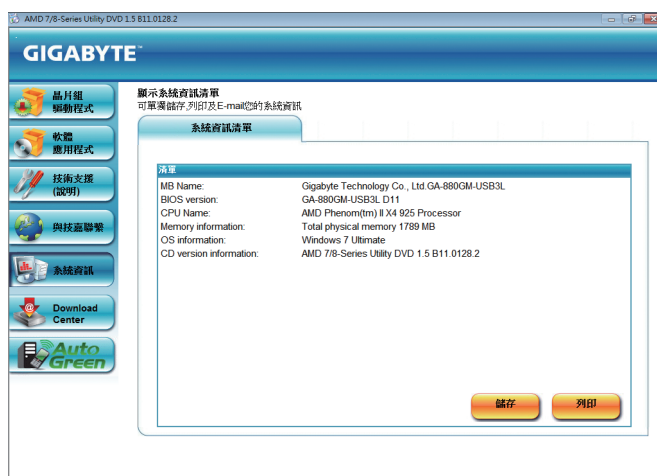 AMD 7/8-Series Utility DVD 1.5 B11.0128.2
GIGABYTE™
晶片組
驅動程式
軟體
應用程式
技術支援
(說明)
與技嘉聯繫
系統資訊
Download
Center
Auto
Green
顯示系統資訊清單
可單獨儲存,列印及E-mail您的系統資訊
系統資訊清單
清單
MB Name: Gigabyte Technology Co., Ltd.GA-880GM-USB3L
BIOS version: GA-880GM-USB3L D11
CPU Name: AMD Phenom(tm) II X4 925 Processor
Memory information: Total physical memory 1789 MB
OS information: Windows 7 Ultimate
CD version information: AMD 7/8-Series Utility DVD 1.5 B11.0128.2
儲存 列印